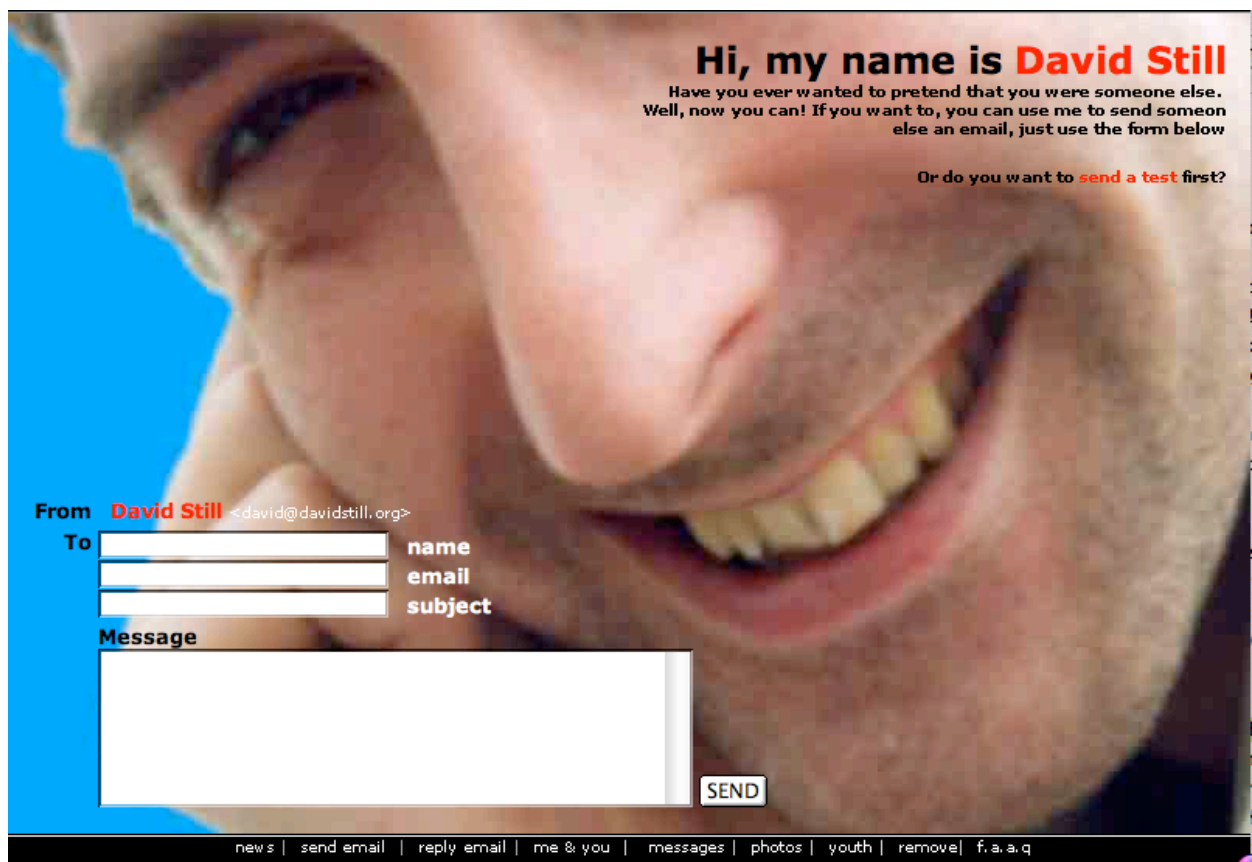 Hi, my name is David Still
Have you ever wanted to pretend that you were someone else.
Well, now you can! If you want to, you can use me to send someon
else an email, just use the form below
Or do you want to send a test first?
From David Still <david@davidstill.org>
To name
email
subject
Message
SEND
news | send email | reply email | me & you | messages | photos | youth | remove| f.a.a.q